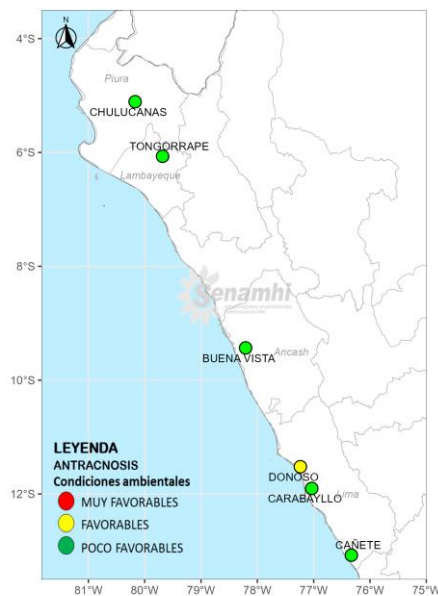 4°S
Piura
CHULUCANAS
TONGORRAPE
6°S
Lambayeque
8°S
Senamhi
BUENA VISTA
Ancash
10°S
LEYENDA
ANTRACNOSIS
Condiciones ambientales
MUY FAVORABLES
FAVORABLES
POCO FAVORABLES
DONOSO
CARABAYLLO
Lima
12°S
CAÑETE
81°W 80°W 79°W 78°W 77°W 76°W 75°W